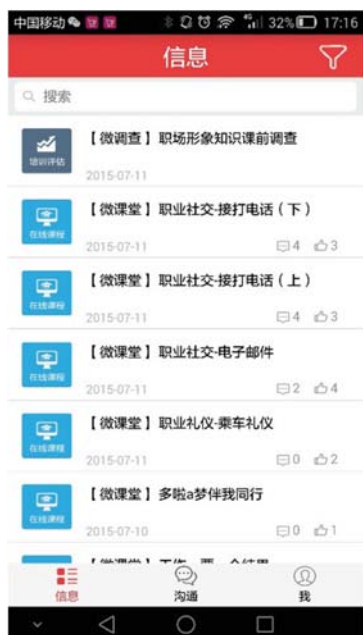 中国移动 4G 32% 17:16
信息
搜索
【微调查】职场形象知识课前调查
培训评估
2015-07-11
【微课堂】职业社交-接打电话（下）
在线课程
2015-07-11 4 3
【微课堂】职业社交-接打电话（上）
在线课程
2015-07-11 4 3
【微课堂】职业社交-电子邮件
在线课程
2015-07-11 2 4
【微课堂】职业礼仪-乘车礼仪
在线课程
2015-07-11 0 2
【微课堂】多啦a梦伴我同行
在线课程
2015-07-10 0 1
信息 沟通 我